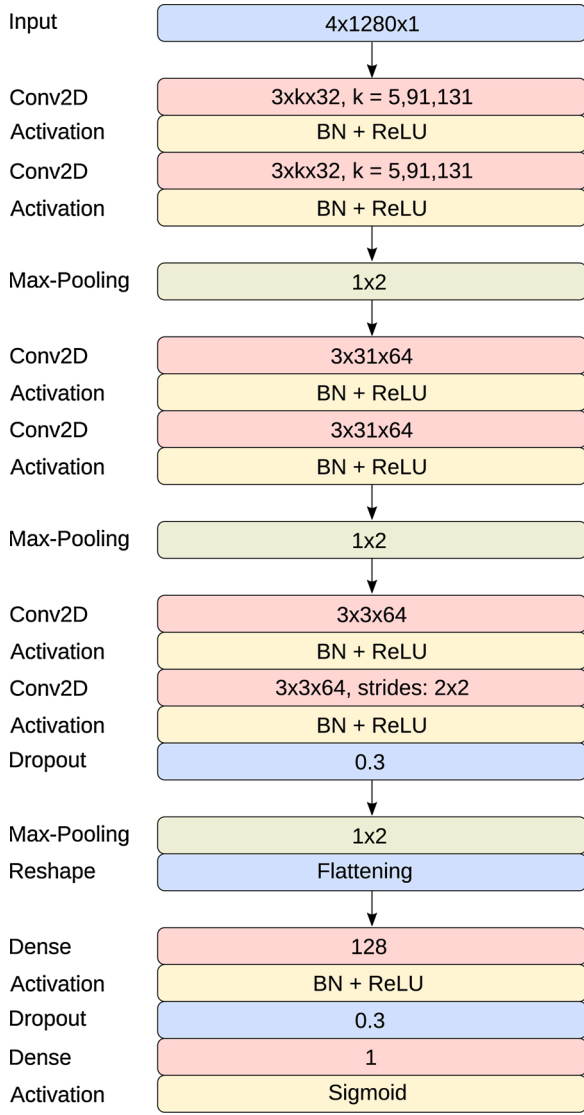 Input 4x1280x1
Conv2D 3xkx32, k = 5,91,131
Activation BN + ReLU
Conv2D 3xkx32, k = 5,91,131
Activation BN + ReLU
Max-Pooling 1x2
Conv2D 3x31x64
Activation BN + ReLU
Conv2D 3x31x64
Activation BN + ReLU
Max-Pooling 1x2
Conv2D 3x3x64
Activation BN + ReLU
Conv2D 3x3x64, strides: 2x2
Activation BN + ReLU
Dropout 0.3
Max-Pooling 1x2
Reshape Flattening
Dense 128
Activation BN + ReLU
Dropout 0.3
Dense 1
Activation Sigmoid